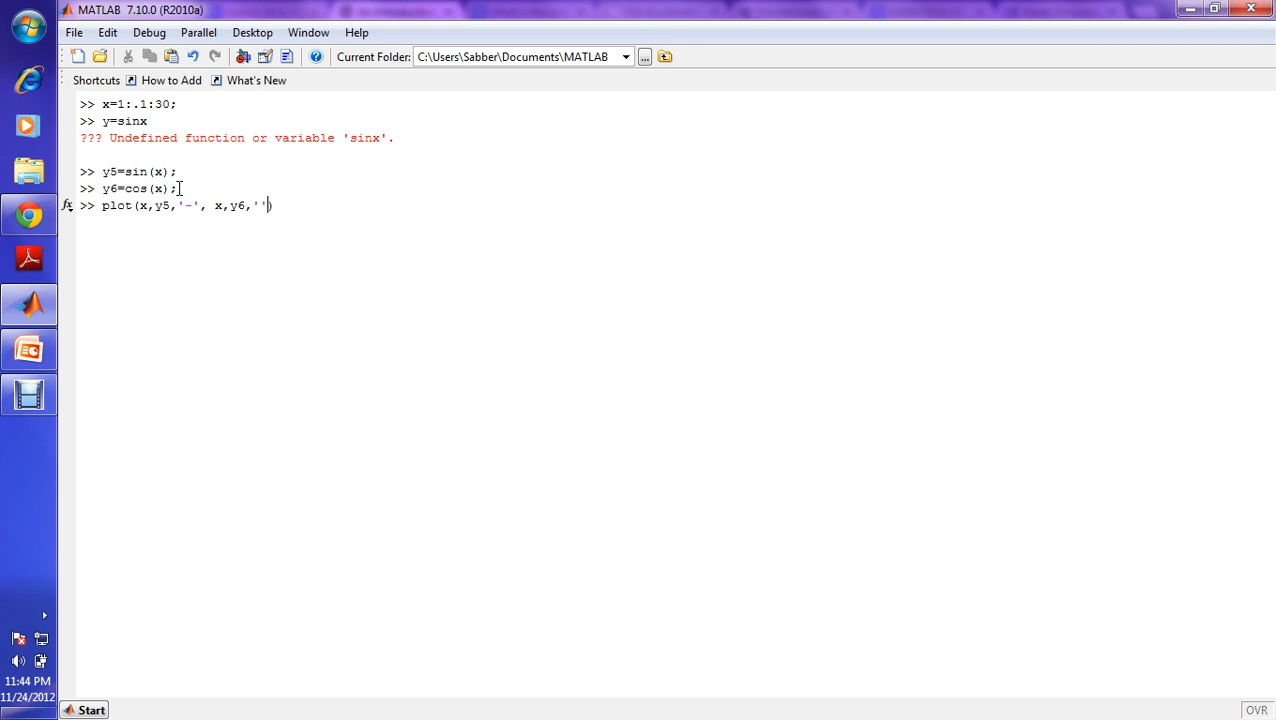 MATLAB 7.10.0 (R2010a)
File Edit Debug Parallel Desktop Window Help
Current Folder: C:\Users\Sabber\Documents\MATLAB ...
Shortcuts How to Add What's New
>> x=1:.1:30;
>> y=sinx
??? Undefined function or variable 'sinx'.
>> y5=sin(x);
>> y6=cos(x);
fx >> plot(x,y5,'-', x,y6,'')
11:44 PM
11/24/2012
Start
OVR